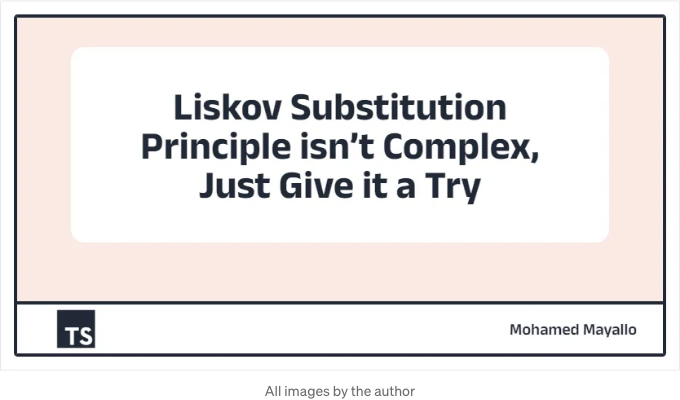 Liskov Substitution
Principle isn’t Complex,
Just Give it a Try
TS
Mohamed Mayallo
All images by the author